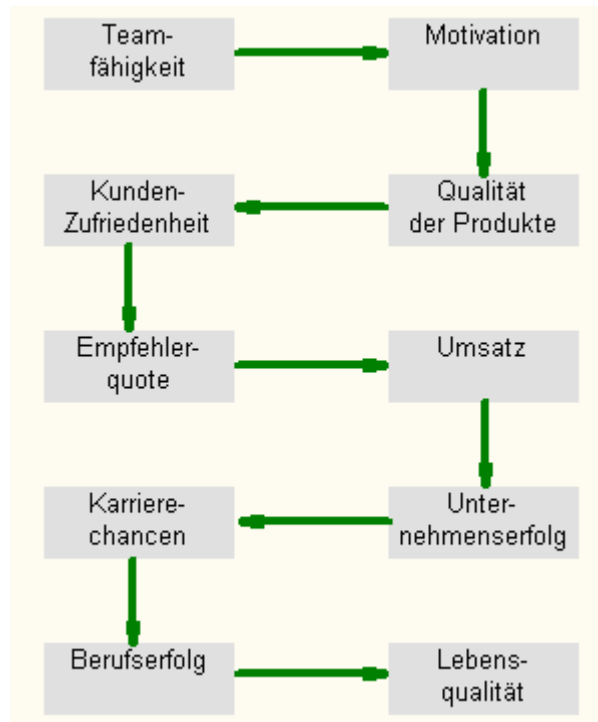 Team-
fähigkeit
Motivation
Kunden-
Zufriedenheit
Qualität
der Produkte
Empfehler-
quote
Umsatz
Karriere-
chancen
Unter-
nehmenserfolg
Berufserfolg
Lebens-
qualität